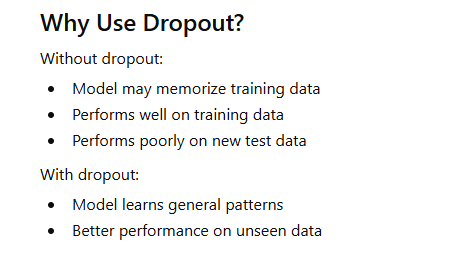 Why Use Dropout?
Without dropout:
• Model may memorize training data
• Performs well on training data
• Performs poorly on new test data
With dropout:
• Model learns general patterns
• Better performance on unseen data